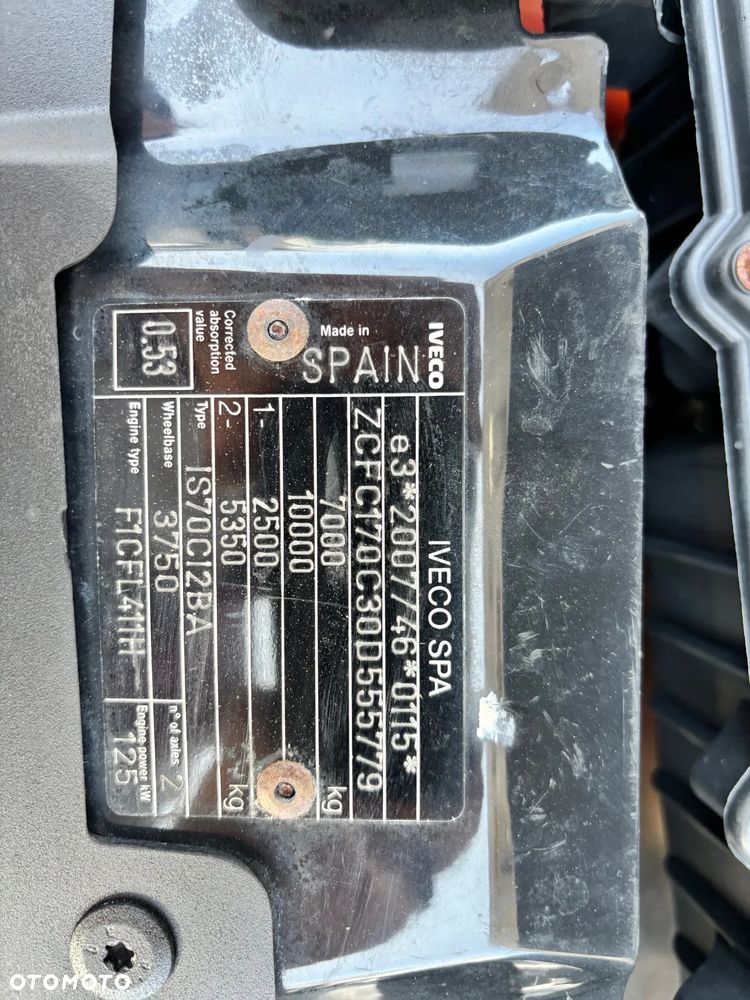 IVECO SPA
e3*2007/46*0115*
ZCFC170C30D555779
7000 kg
10000
1- 2500
2- 5350 kg
Type IS70CI2BA
Wheelbase 3750 n° of axles 2
Engine type F1CFL411H Engine power kW 125
IVECO
Made in
SPAIN
Corrected
absorption
value
0.53
OTOMOTO